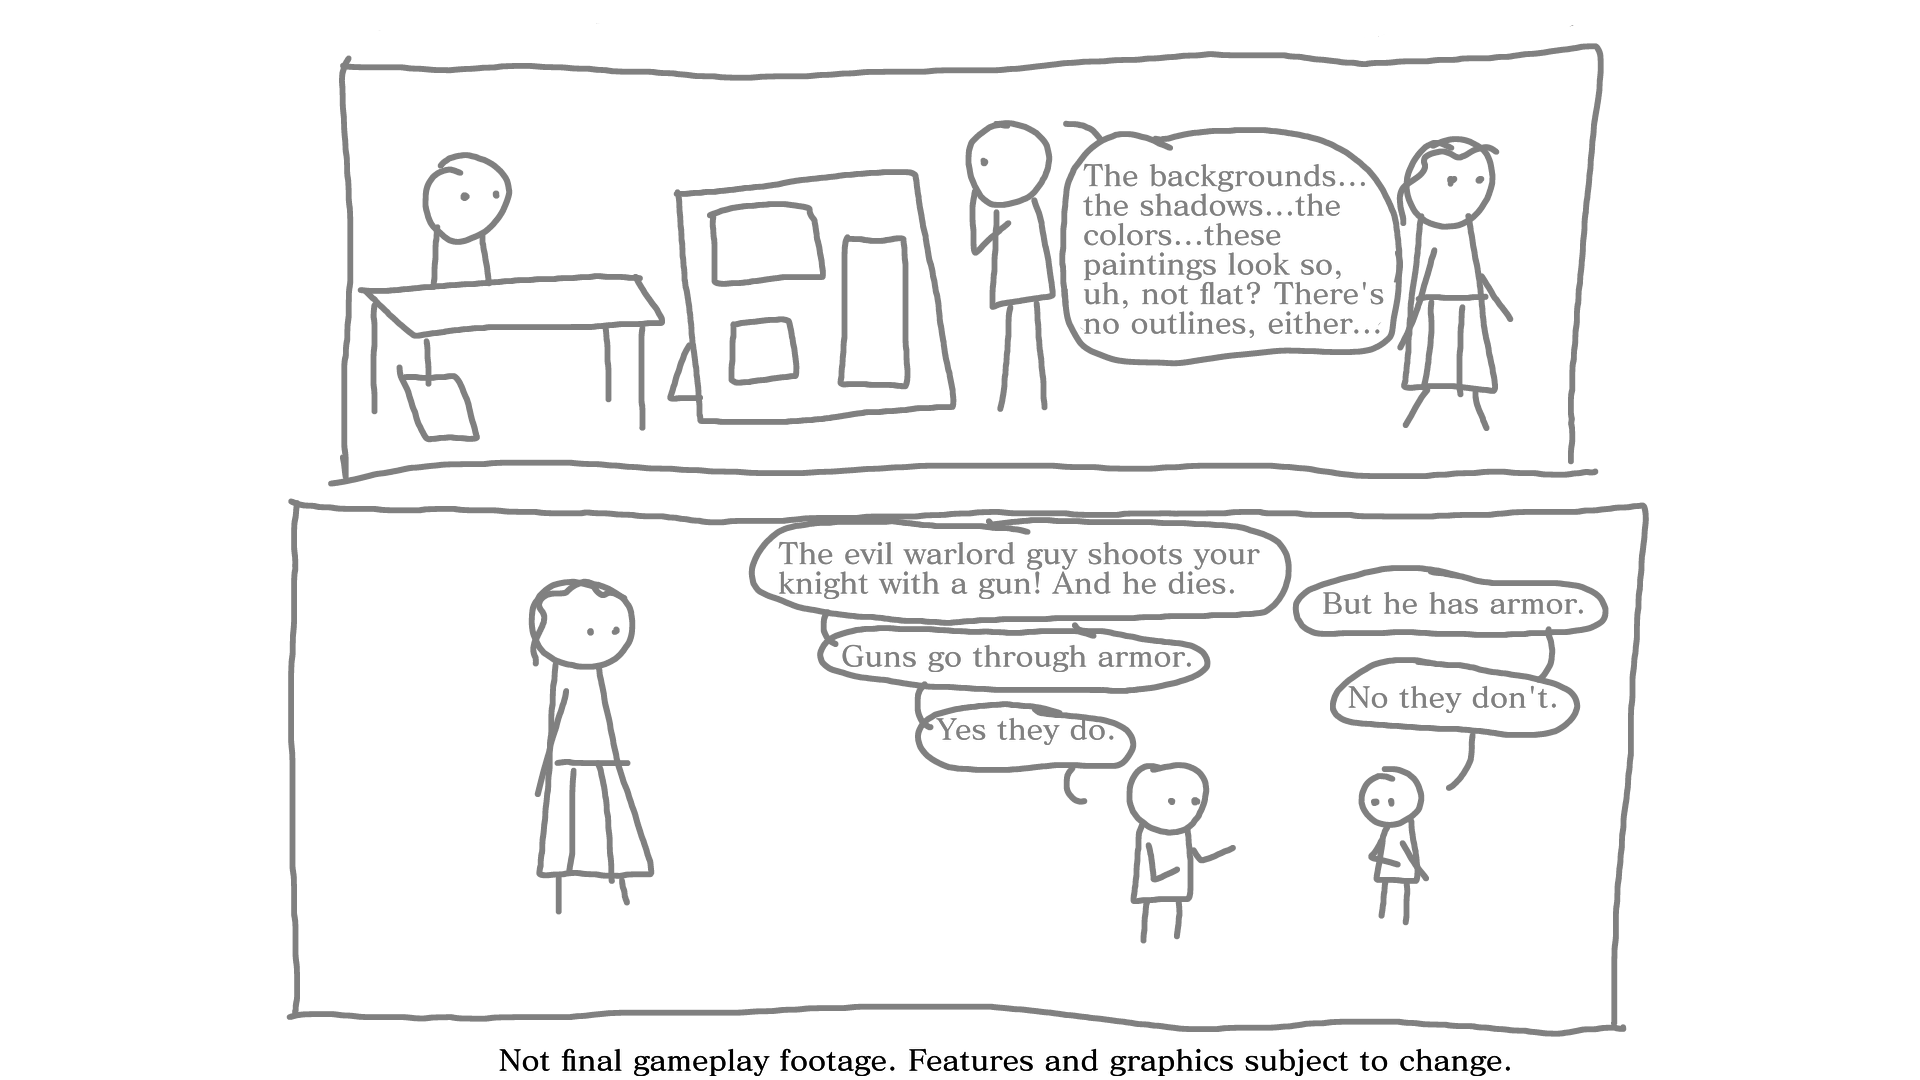 The backgrounds...
the shadows...the
colors...these
paintings look so,
uh, not flat? There's
no outlines, either...
The evil warlord guy shoots your
knight with a gun! And he dies.
But he has armor.
Guns go through armor.
No they don't.
Yes they do.
Not final gameplay footage. Features and graphics subject to change.